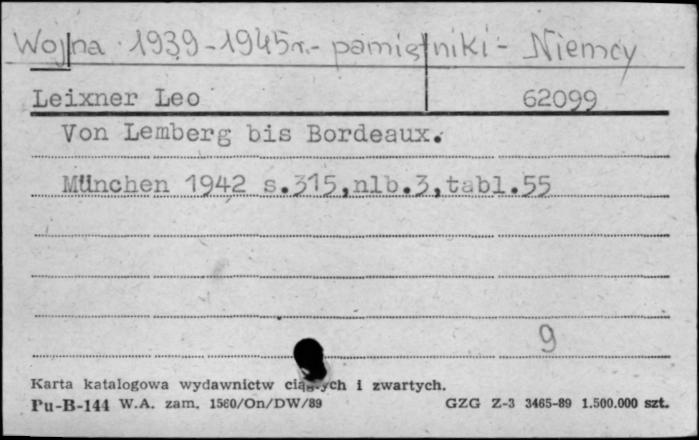 Wojna 1939-1945r.- pamiętniki - Niemcy
Leixner Leo 62099
Von Lemberg bis Bordeaux.
München 1942 s.315,nlb.3,tabl.55
9
Karta katalogowa wydawnictw ciągłych i zwartych.
Pu-B-144 W.A. zam. 1560/On/DW/89 GZG Z-3 3465-89 1.500.000 szt.